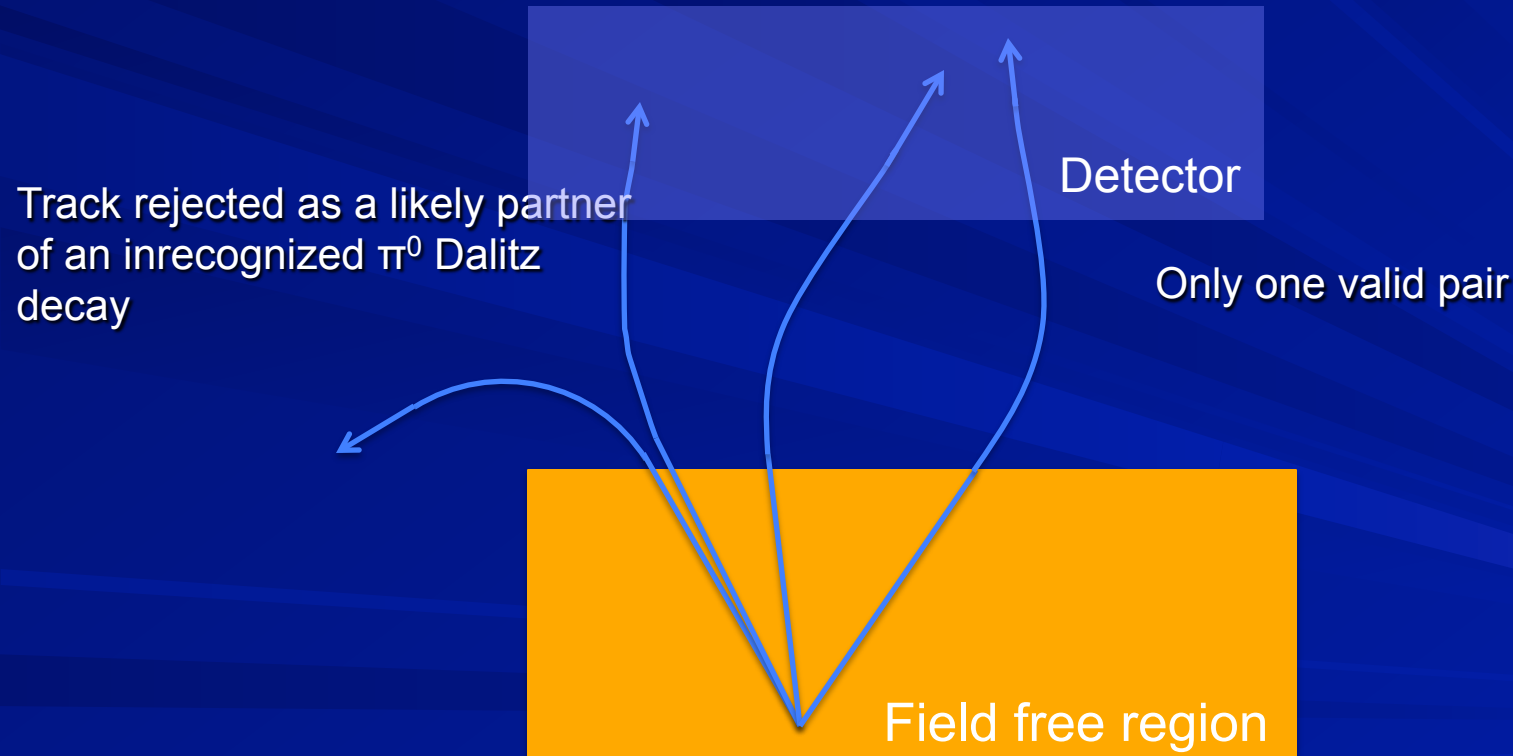 Detector
Track rejected as a likely partner
of an inrecognized π⁰ Dalitz
decay
Only one valid pair
Field free region